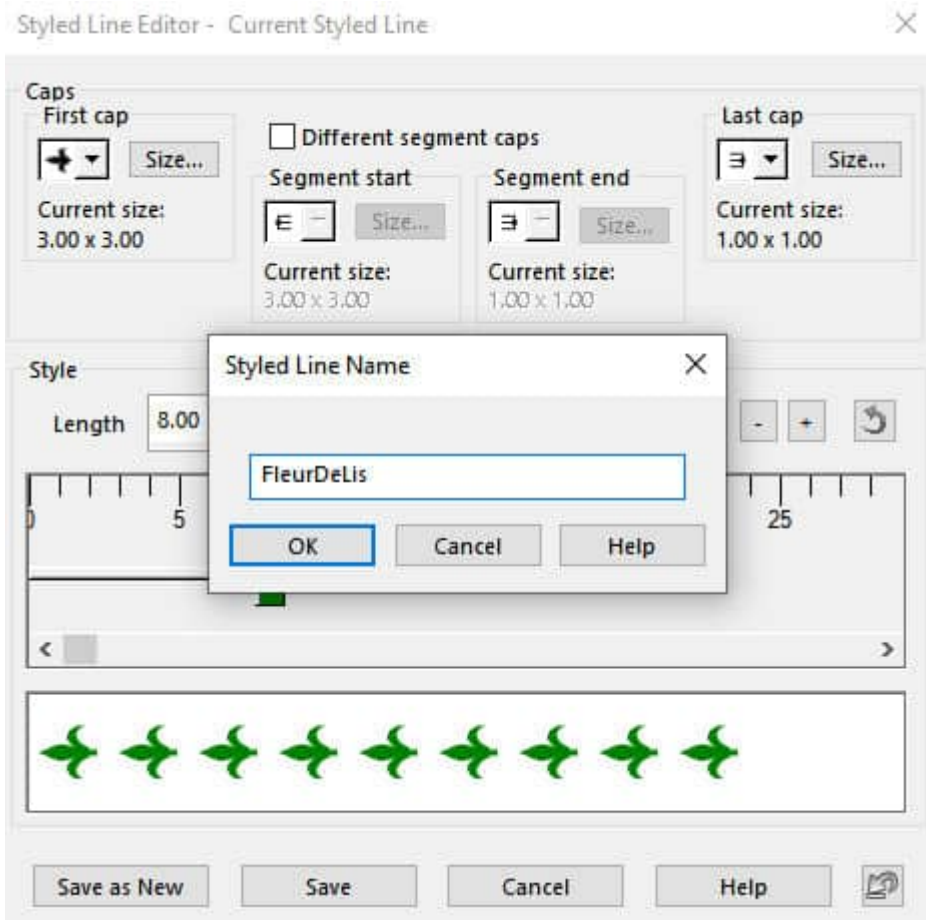 Styled Line Editor - Current Styled Line
Caps
First cap
Size...
Current size:
3.00 x 3.00
Different segment caps
Segment start
Size...
Current size:
3.00 x 3.00
Segment end
Size...
Current size:
1.00 x 1.00
Last cap
Size...
Current size:
1.00 x 1.00
Style
Length 8.00
- +
0 5 25
Styled Line Name
FleurDeLis
OK Cancel Help
Save as New Save Cancel Help